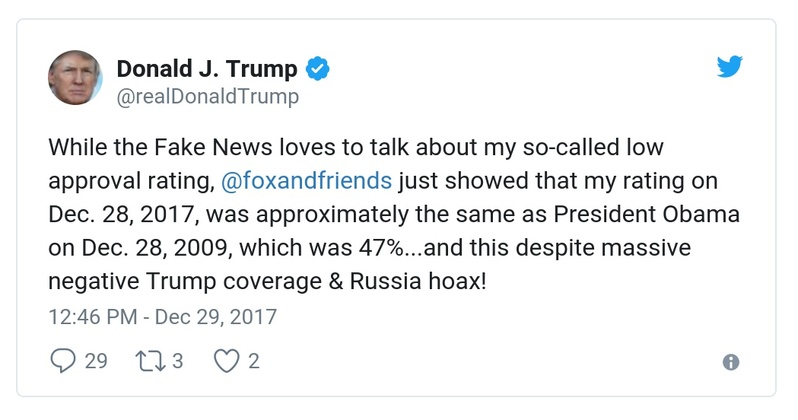 Donald J. Trump
@realDonaldTrump
While the Fake News loves to talk about my so-called low
approval rating, @foxandfriends just showed that my rating on
Dec. 28, 2017, was approximately the same as President Obama
on Dec. 28, 2009, which was 47%...and this despite massive
negative Trump coverage & Russia hoax!
12:46 PM - Dec 29, 2017
29 3 2